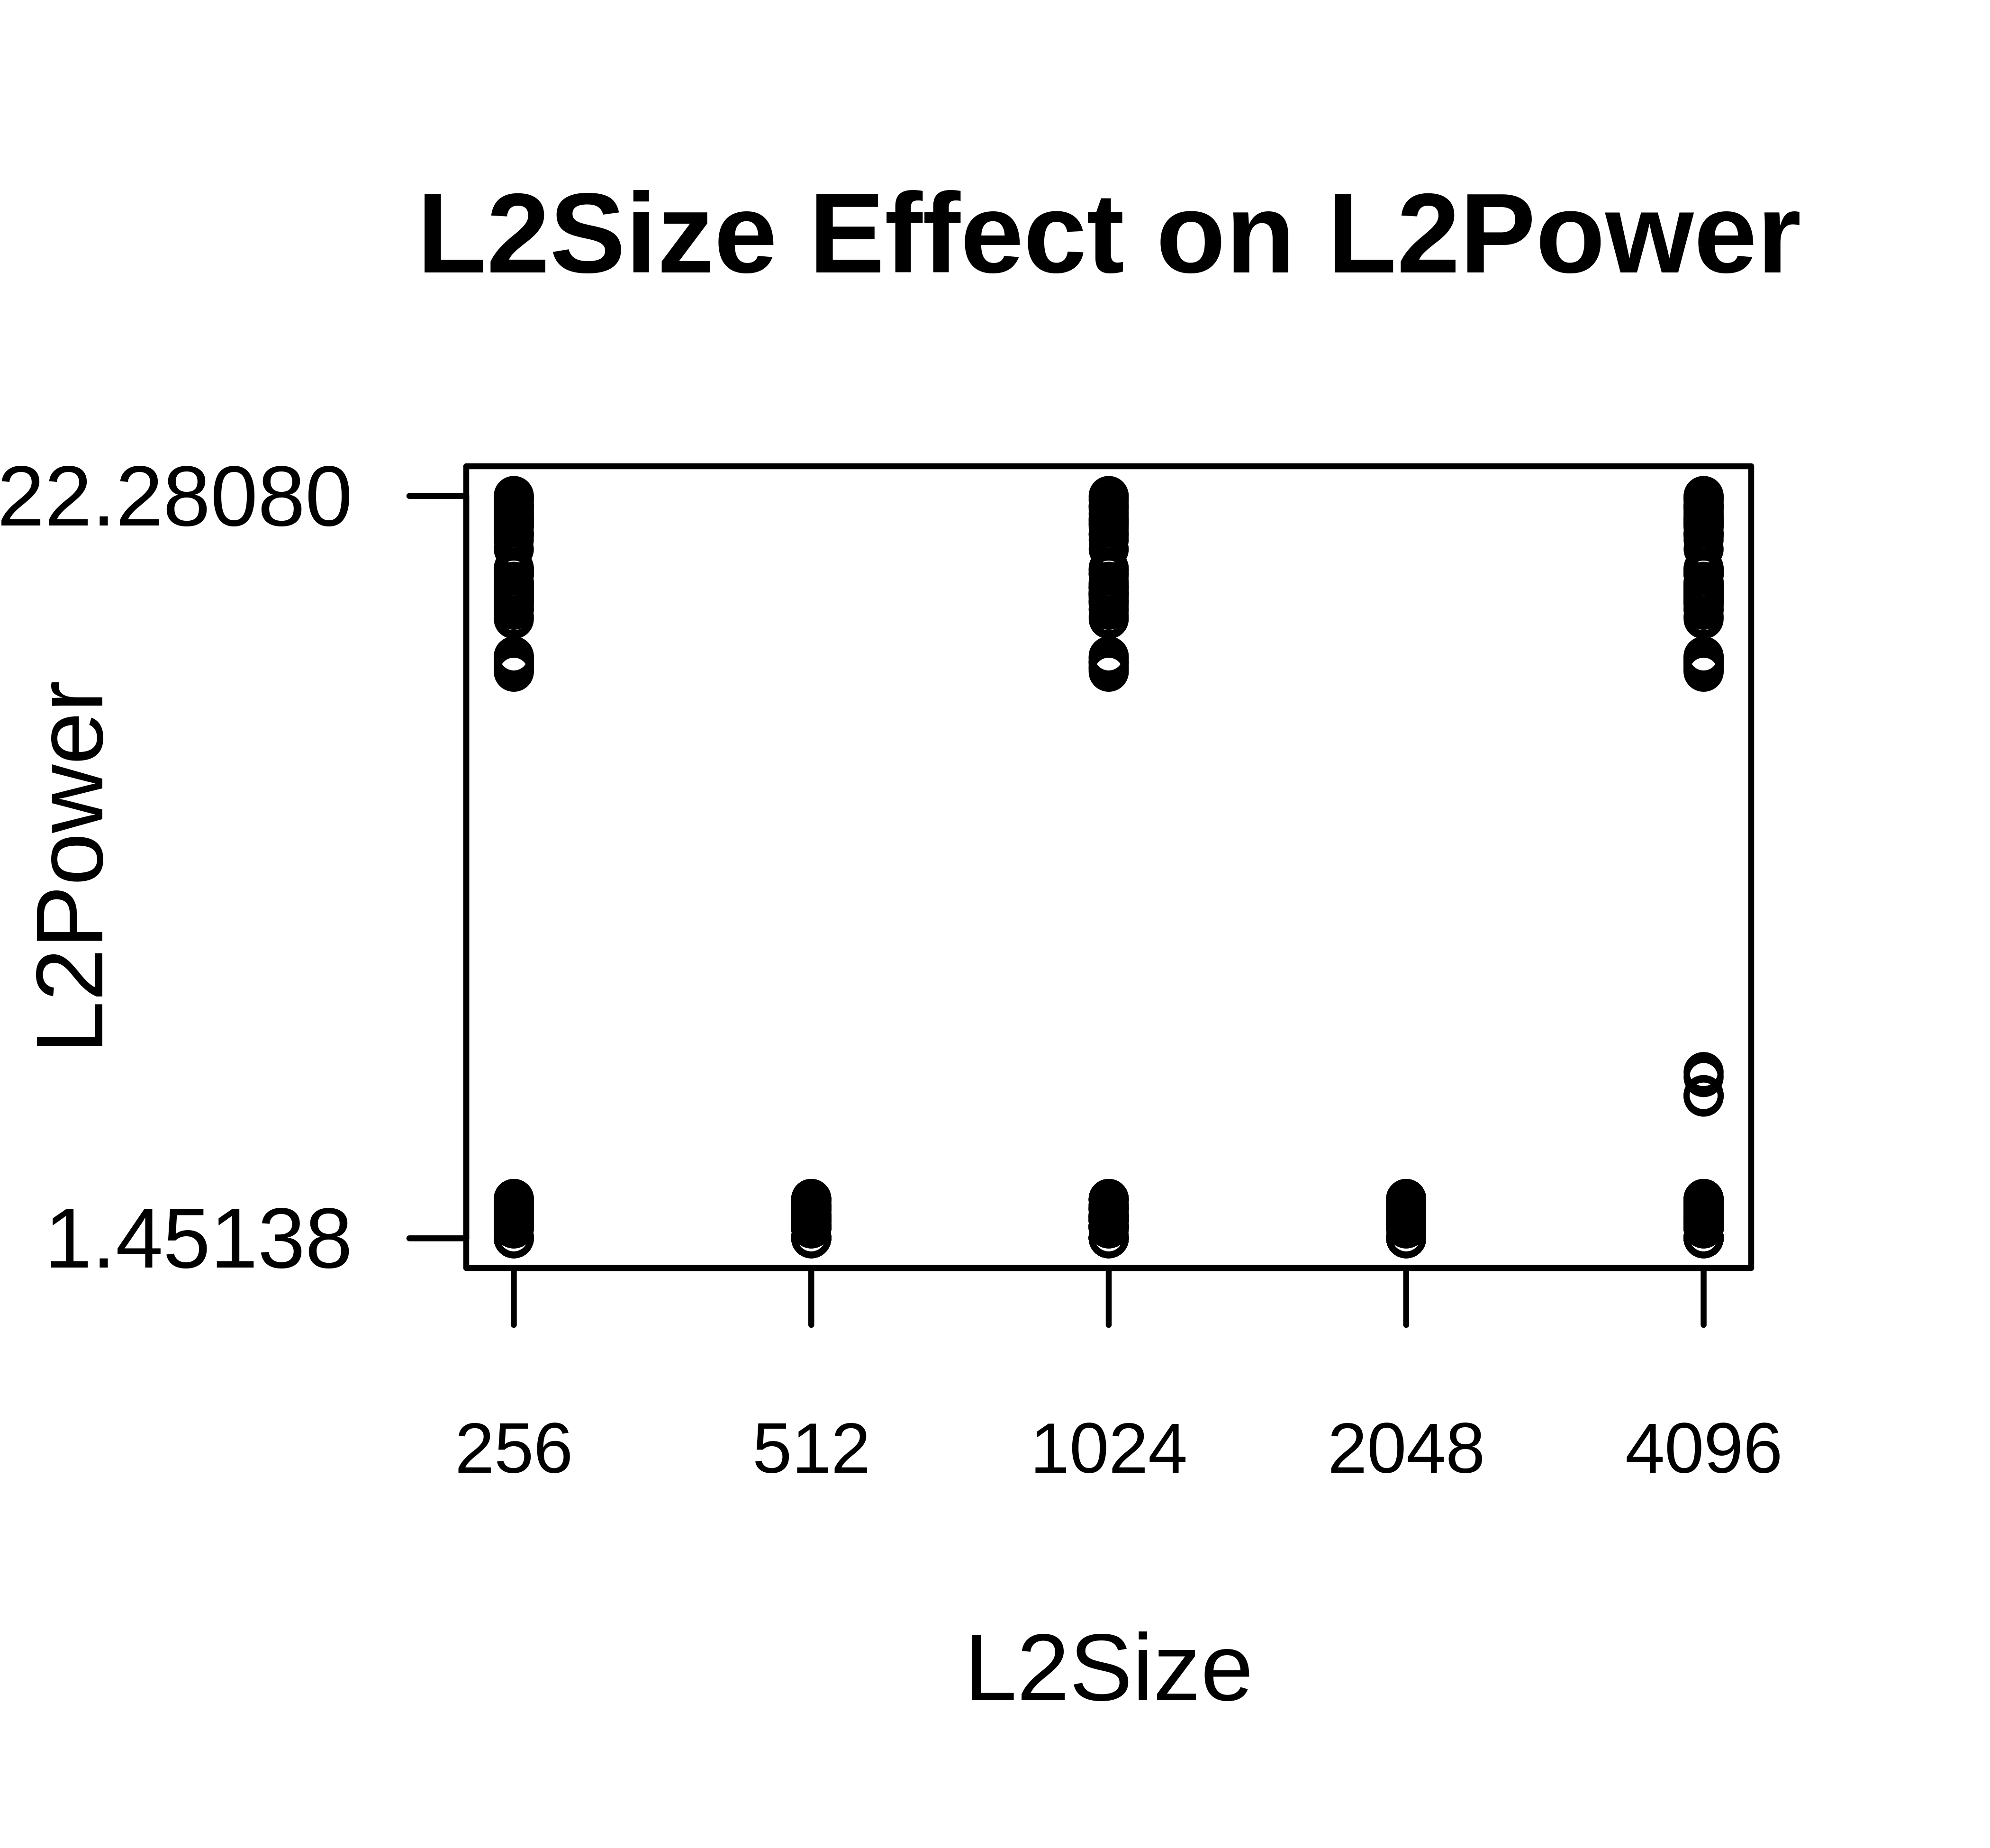 L2Size Effect on L2Power
22.28080
L2Power
1.45138
256 512 1024 2048 4096
L2Size